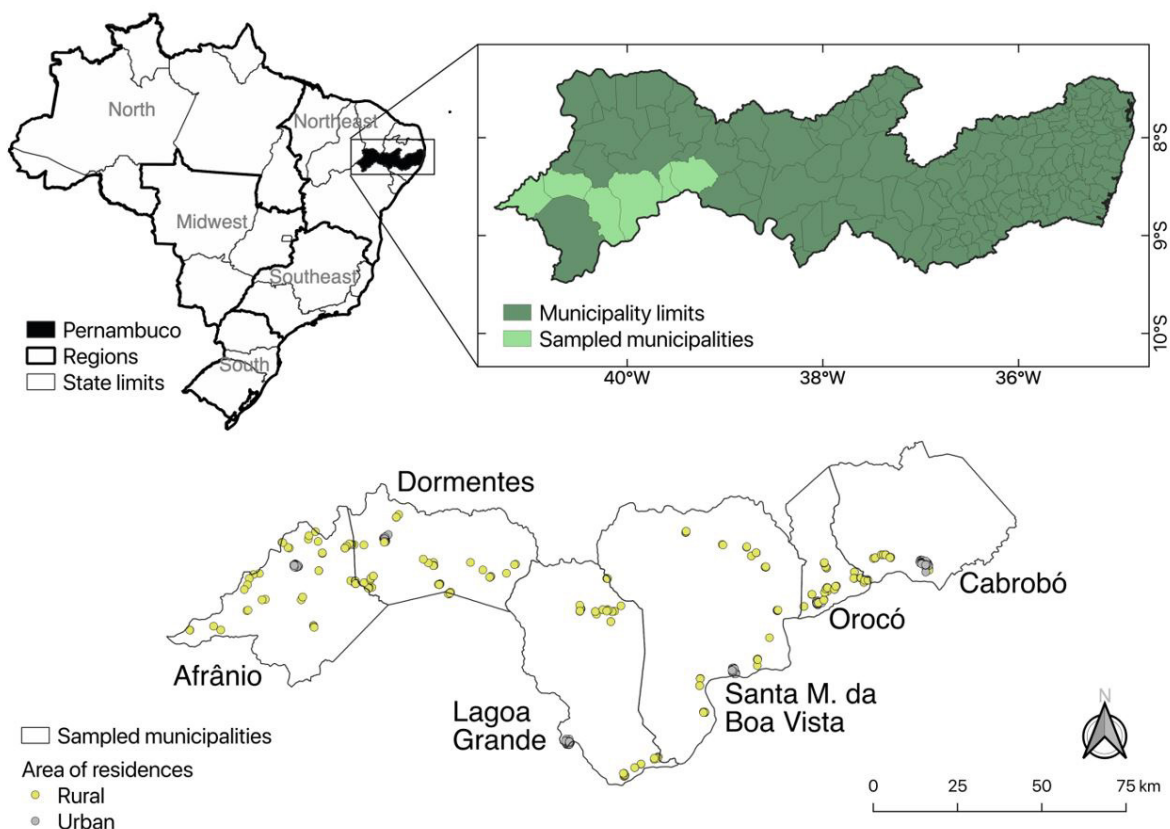 North
Northeast
Midwest
Southeast
South
Pernambuco
Regions
State limits
8°S
9°S
10°S
Municipality limits
Sampled municipalities
40°W
38°W
36°W
Dormentes
Cabrobó
Orocó
Afrânio
Santa M. da
Boa Vista
Lagoa
Grande
N
Sampled municipalities
Area of residences
Rural
Urban
0
25
50
75 km